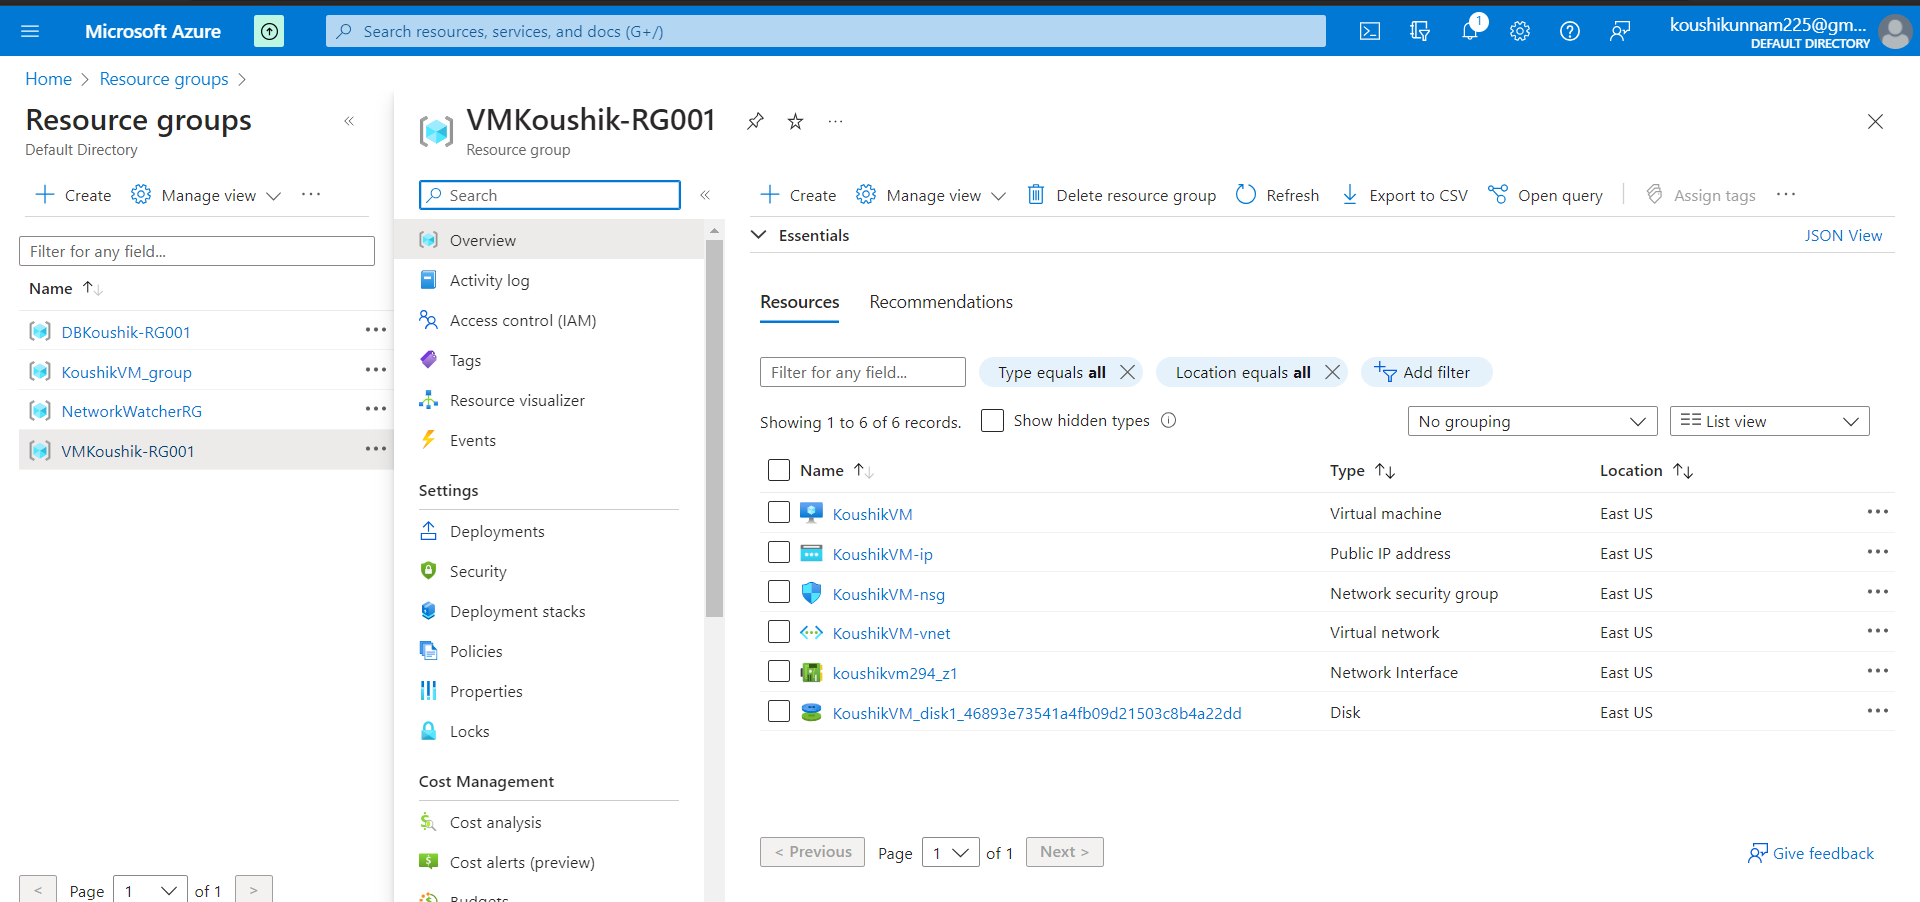 Microsoft Azure
Search resources, services, and docs (G+/)
1
koushikunnam225@gm...
DEFAULT DIRECTORY
Home > Resource groups >
Resource groups
Default Directory
Create Manage view ...
Filter for any field...
Name
DBKoushik-RG001
KoushikVM_group
NetworkWatcherRG
VMKoushik-RG001
< Page 1 of 1 >
VMKoushik-RG001
Resource group
Search
Overview
Activity log
Access control (IAM)
Tags
Resource visualizer
Events
Settings
Deployments
Security
Deployment stacks
Policies
Properties
Locks
Cost Management
Cost analysis
Cost alerts (preview)
Budgets
Create Manage view Delete resource group Refresh Export to CSV Open query Assign tags ...
Essentials JSON View
Resources Recommendations
Filter for any field... Type equals all Location equals all Add filter
Showing 1 to 6 of 6 records. Show hidden types No grouping List view
Name Type Location
KoushikVM Virtual machine East US
KoushikVM-ip Public IP address East US
KoushikVM-nsg Network security group East US
KoushikVM-vnet Virtual network East US
koushikvm294_z1 Network Interface East US
KoushikVM_disk1_46893e73541a4fb09d21503c8b4a22dd Disk East US
< Previous Page 1 of 1 Next > Give feedback